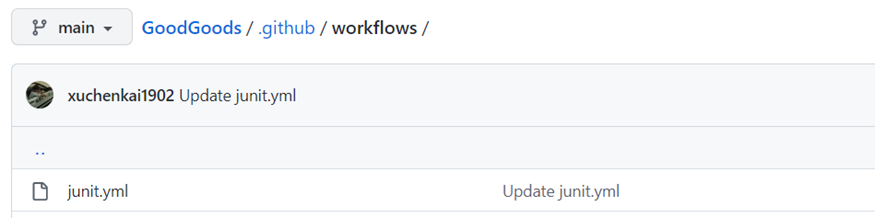 main GoodGoods / .github / workflows /
xuchenkai1902 Update junit.yml
..
junit.yml Update junit.yml